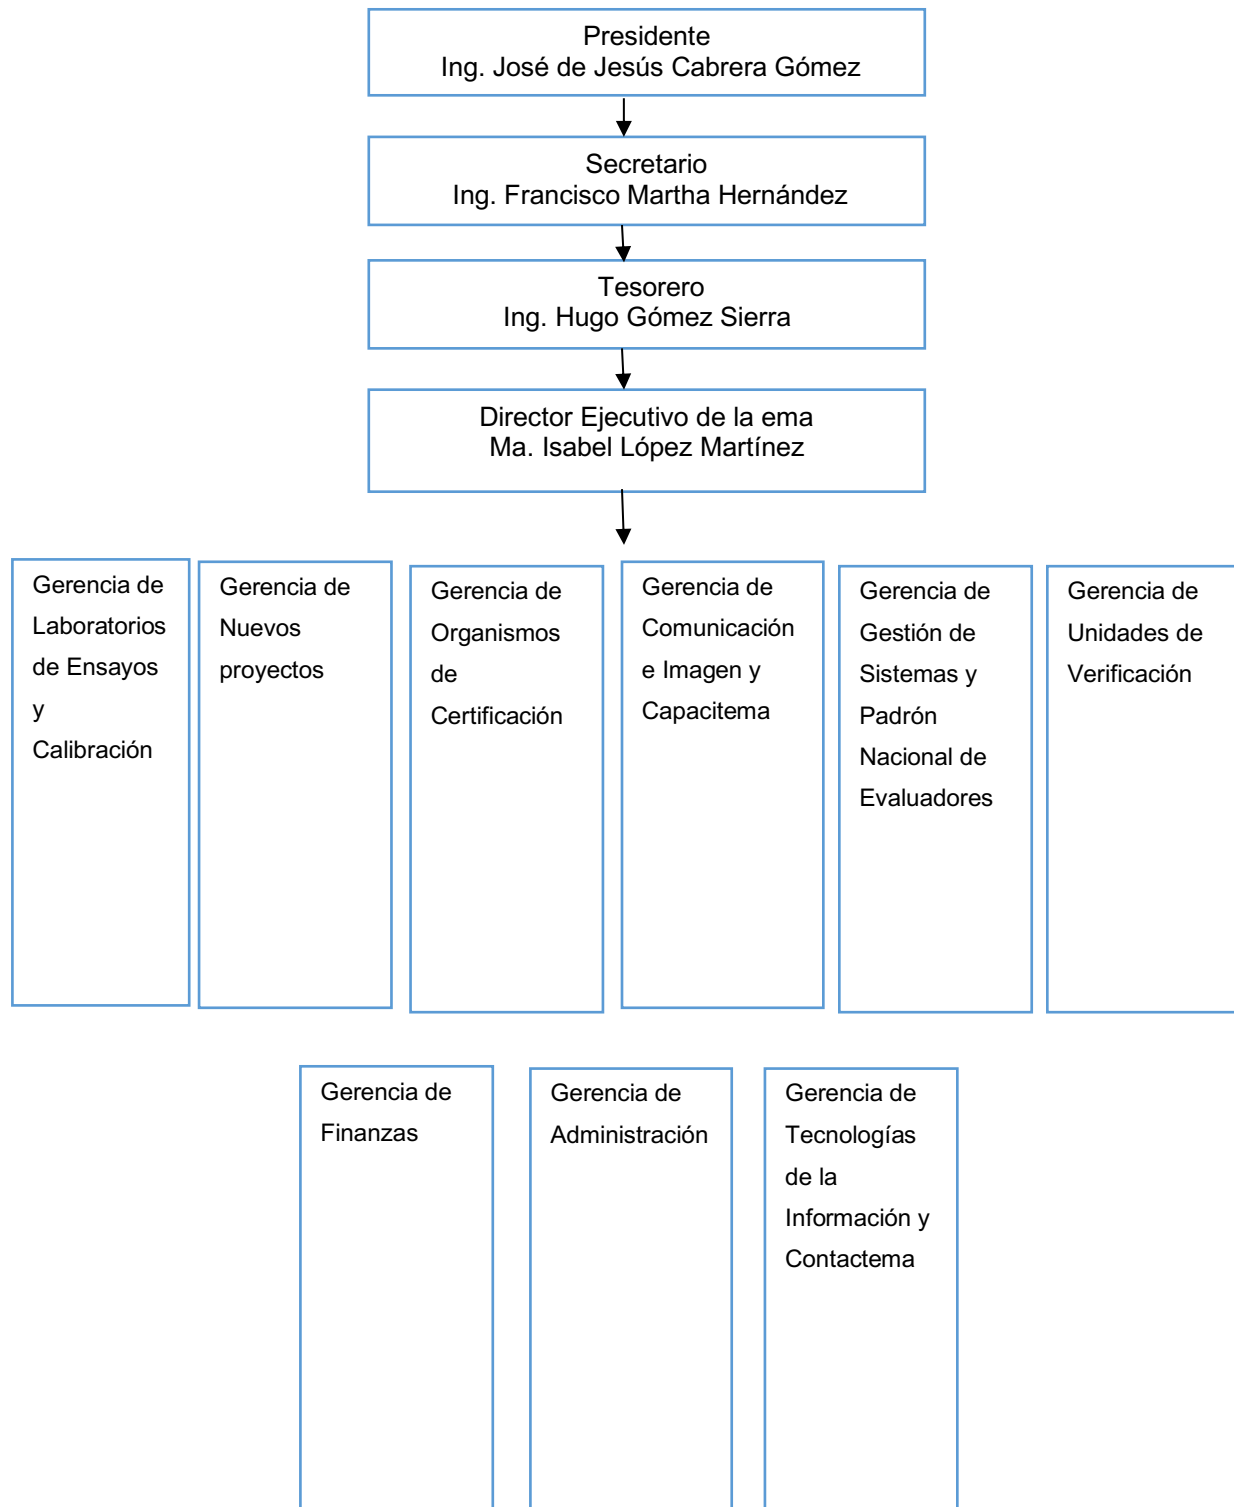 Presidente
Ing. José de Jesús Cabrera Gómez
Secretario
Ing. Francisco Martha Hernández
Tesorero
Ing. Hugo Gómez Sierra
Director Ejecutivo de la ema
Ma. Isabel López Martínez
Gerencia de
Laboratorios
de Ensayos
y
Calibración
Gerencia de
Nuevos
proyectos
Gerencia de
Organismos
de
Certificación
Gerencia de
Comunicación
e Imagen y
Capacitema
Gerencia de
Gestión de
Sistemas y
Padrón
Nacional de
Evaluadores
Gerencia de
Unidades de
Verificación
Gerencia de
Finanzas
Gerencia de
Administración
Gerencia de
Tecnologías
de la
Información y
Contactema